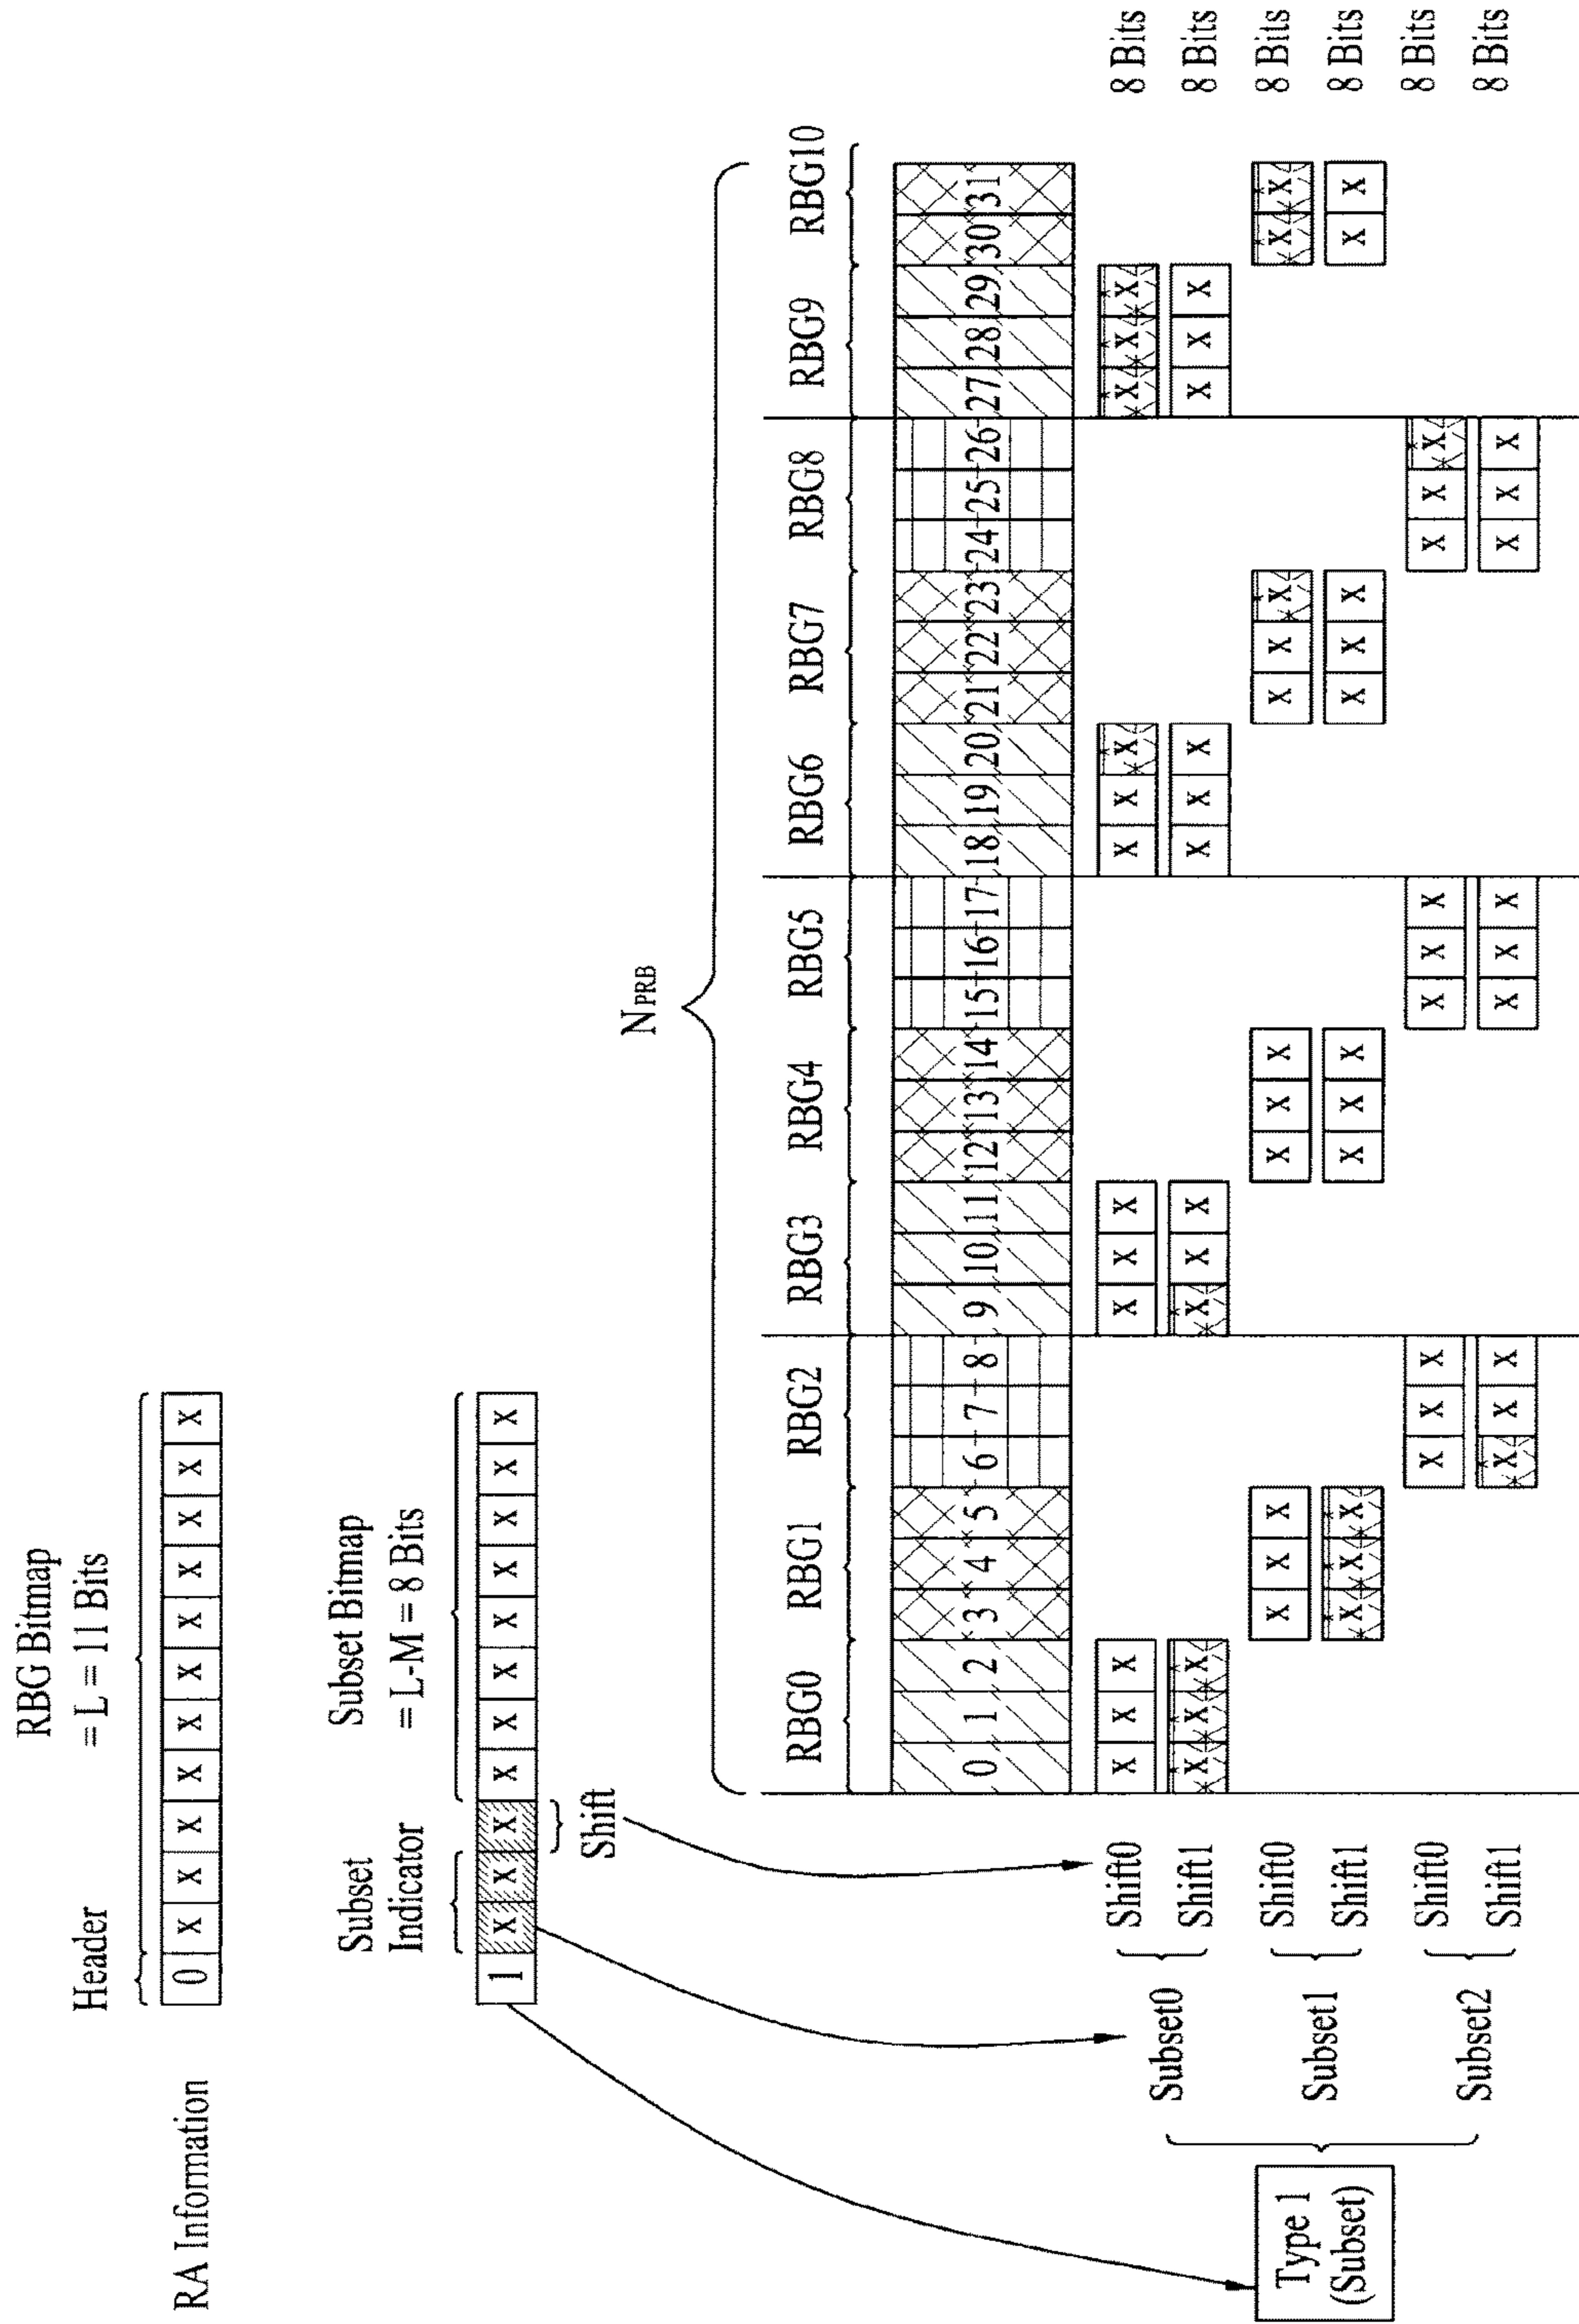 RBG Bitmap
= L = 11 Bits
Header
RA Information
0 X X X X X X X X X X X
Subset Bitmap
= L-M = 8 Bits
Subset
Indicator
1 X X X X X X X X X X X
Shift
NPRB
RBG0 RBG1 RBG2 RBG3 RBG4 RBG5 RBG6 RBG7 RBG8 RBG9 RBG10
0 1 2 3 4 5 6 7 8 9 10 11 12 13 14 15 16 17 18 19 20 21 22 23 24 25 26 27 28 29 30 31
Type 1
(Subset)
Subset0
Shift0 X X X X X X X X X X X X 8 Bits
Shift1 X X X X X X X X X X X X 8 Bits
Subset1
Shift0 X X X X X X X X X X X 8 Bits
Shift1 X X X X X X X X X X X 8 Bits
Subset2
Shift0 X X X X X X X X X 8 Bits
Shift1 X X X X X X X X X 8 Bits